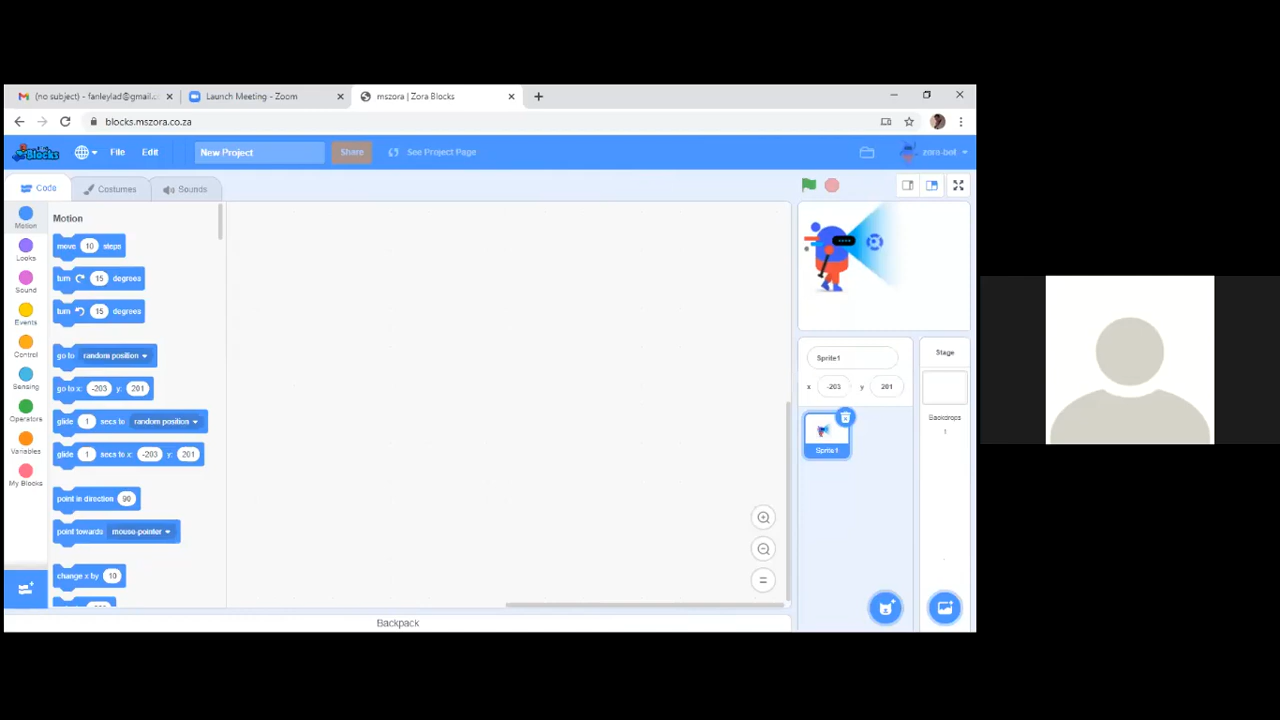 (no subject) - fanleylad@gmail.c
Launch Meeting - Zoom
mszora | Zora Blocks
blocks.mszora.co.za
Blocks
File
Edit
New Project
Share
See Project Page
zora-bot
Code
Costumes
Sounds
Motion
Looks
Sound
Events
Control
Sensing
Operators
Variables
My Blocks
Motion
move 10 steps
turn 15 degrees
turn 15 degrees
go to random position
go to x: -203 y: 201
glide 1 secs to random position
glide 1 secs to x: -203 y: 201
point in direction 90
point towards mouse-pointer
change x by 10
Backpack
Sprite1
x -203 y 201
Sprite1
Stage
Backdrops
1